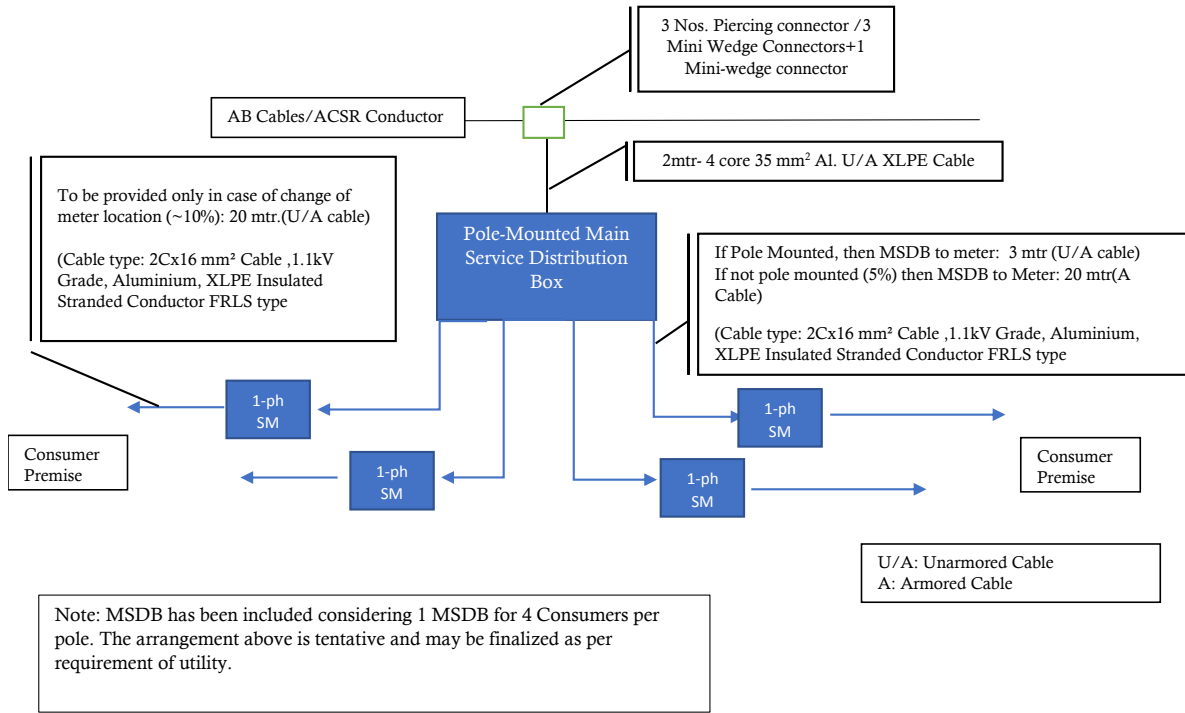 3 Nos. Piercing connector /3
Mini Wedge Connectors+1
Mini-wedge connector
AB Cables/ACSR Conductor
2mtr- 4 core 35 mm² Al. U/A XLPE Cable
To be provided only in case of change of
meter location (~10%): 20 mtr.(U/A cable)
(Cable type: 2Cx16 mm² Cable ,1.1kV
Grade, Aluminium, XLPE Insulated
Stranded Conductor FRLS type
Pole-Mounted Main
Service Distribution
Box
If Pole Mounted, then MSDB to meter:  3 mtr (U/A cable)
If not pole mounted (5%) then MSDB to Meter: 20 mtr(A
Cable)
(Cable type: 2Cx16 mm² Cable ,1.1kV Grade, Aluminium,
XLPE Insulated Stranded Conductor FRLS type
1-ph
SM
1-ph
SM
Consumer
Premise
1-ph
SM
1-ph
SM
Consumer
Premise
U/A: Unarmored Cable
A: Armored Cable
Note: MSDB has been included considering 1 MSDB for 4 Consumers per
pole. The arrangement above is tentative and may be finalized as per
requirement of utility.